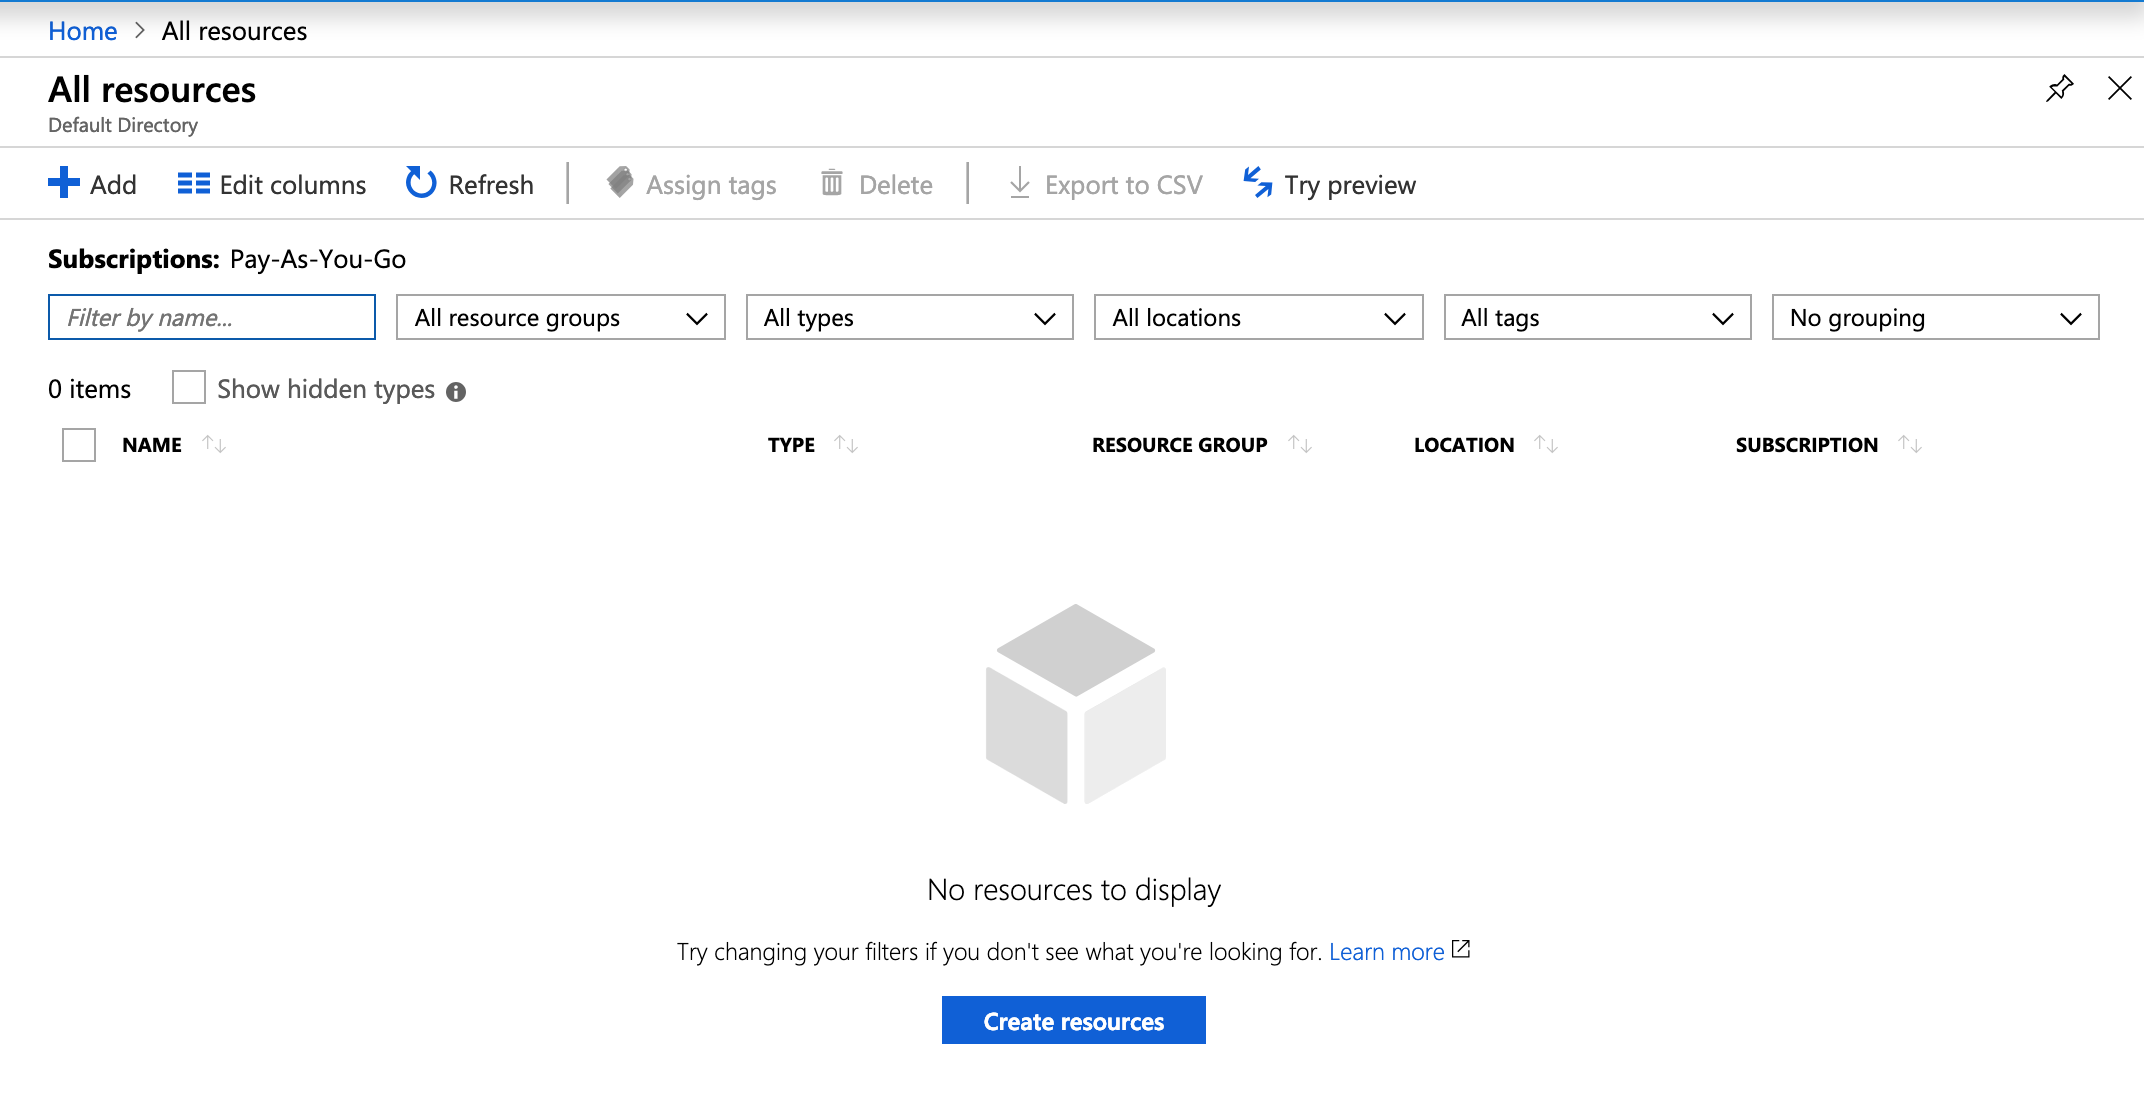 Home > All resources
All resources
Default Directory
Add Edit columns Refresh Assign tags Delete Export to CSV Try preview
Subscriptions: Pay-As-You-Go
Filter by name... All resource groups All types All locations All tags No grouping
0 items Show hidden types
NAME TYPE RESOURCE GROUP LOCATION SUBSCRIPTION
No resources to display
Try changing your filters if you don't see what you're looking for. Learn more
Create resources